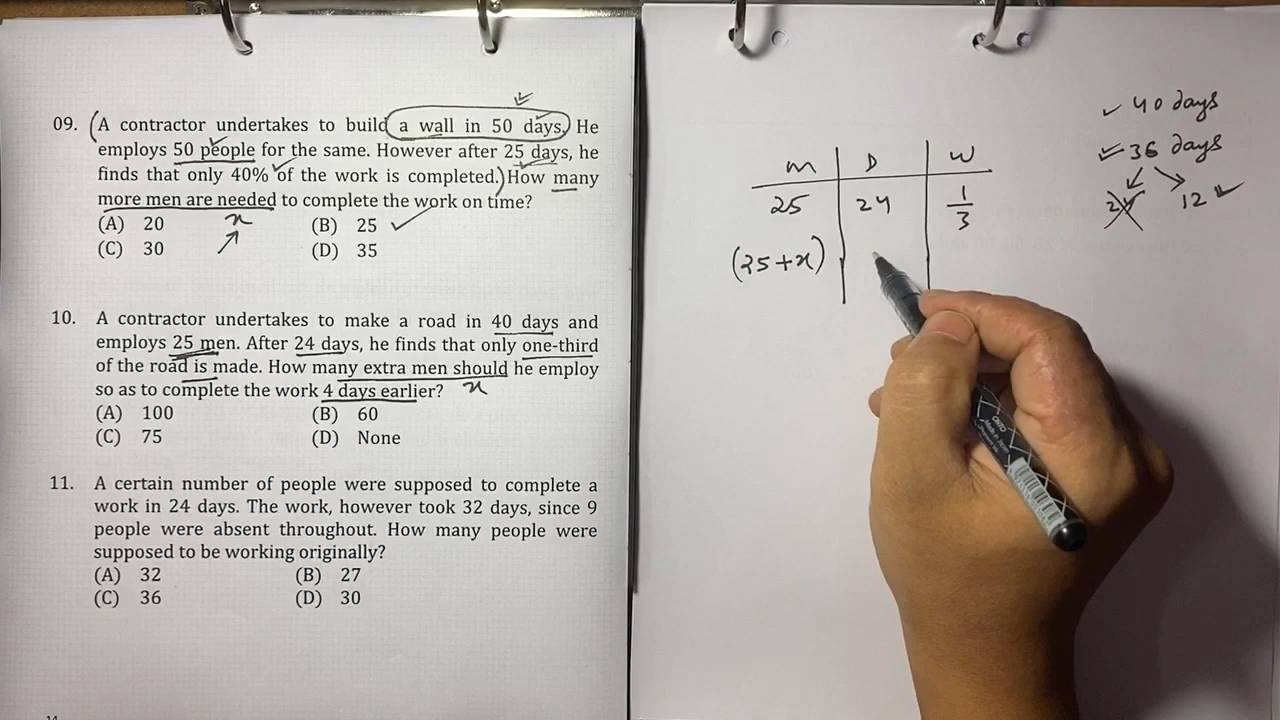 09. A contractor undertakes to build a wall in 50 days. He
employs 50 people for the same. However after 25 days, he
finds that only 40% of the work is completed. How many
more men are needed to complete the work on time?
(A) 20 x (B) 25
(C) 30 (D) 35
10. A contractor undertakes to make a road in 40 days and
employs 25 men. After 24 days, he finds that only one-third
of the road is made. How many extra men should he employ
so as to complete the work 4 days earlier? x
(A) 100 (B) 60
(C) 75 (D) None
11. A certain number of people were supposed to complete a
work in 24 days. The work, however took 32 days, since 9
people were absent throughout. How many people were
supposed to be working originally?
(A) 32 (B) 27
(C) 36 (D) 30
40 days
36 days
24 12
M D W
25 24 1/3
(25+x)